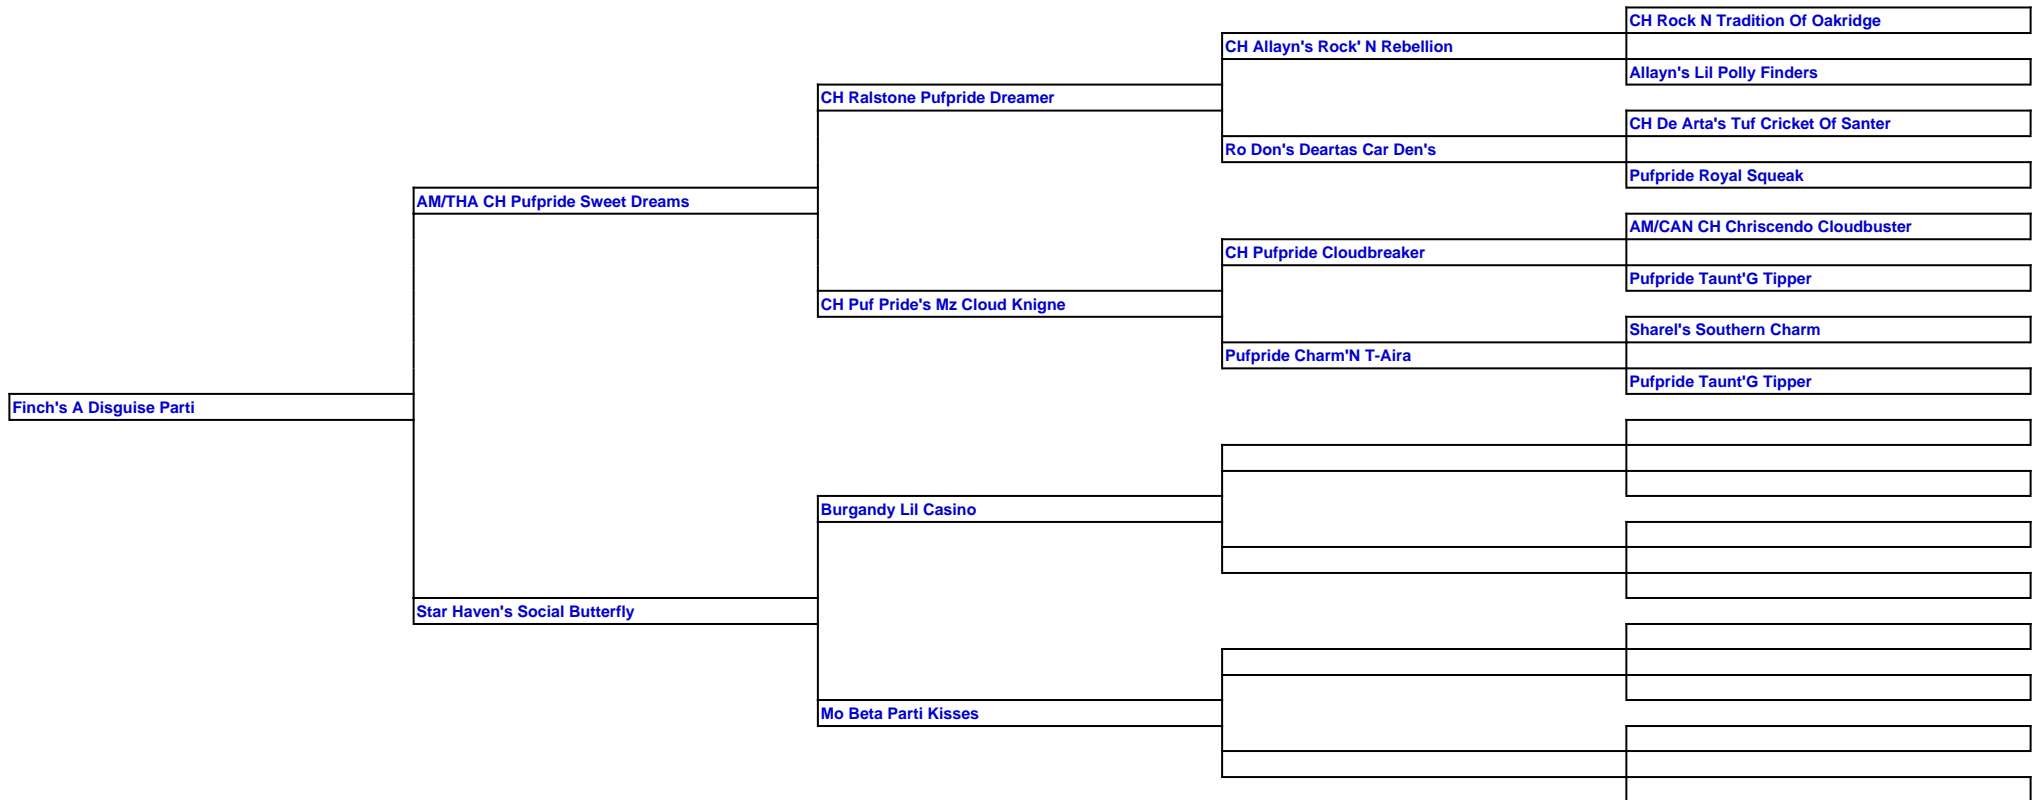 CH Rock N Tradition Of Oakridge
CH Allayn's Rock' N Rebellion
Allayn's Lil Polly Finders
CH Ralstone Pufpride Dreamer
CH De Arta's Tuf Cricket Of Santer
Ro Don's Deartas Car Den's
Pufpride Royal Squeak
AM/THA CH Pufpride Sweet Dreams
AM/CAN CH Chriscendo Cloudbuster
CH Pufpride Cloudbreaker
Pufpride Taunt'G Tipper
CH Puf Pride's Mz Cloud Knigne
Sharel's Southern Charm
Pufpride Charm'N T-Aira
Pufpride Taunt'G Tipper
Finch's A Disguise Parti
Burgandy Lil Casino
Star Haven's Social Butterfly
Mo Beta Parti Kisses